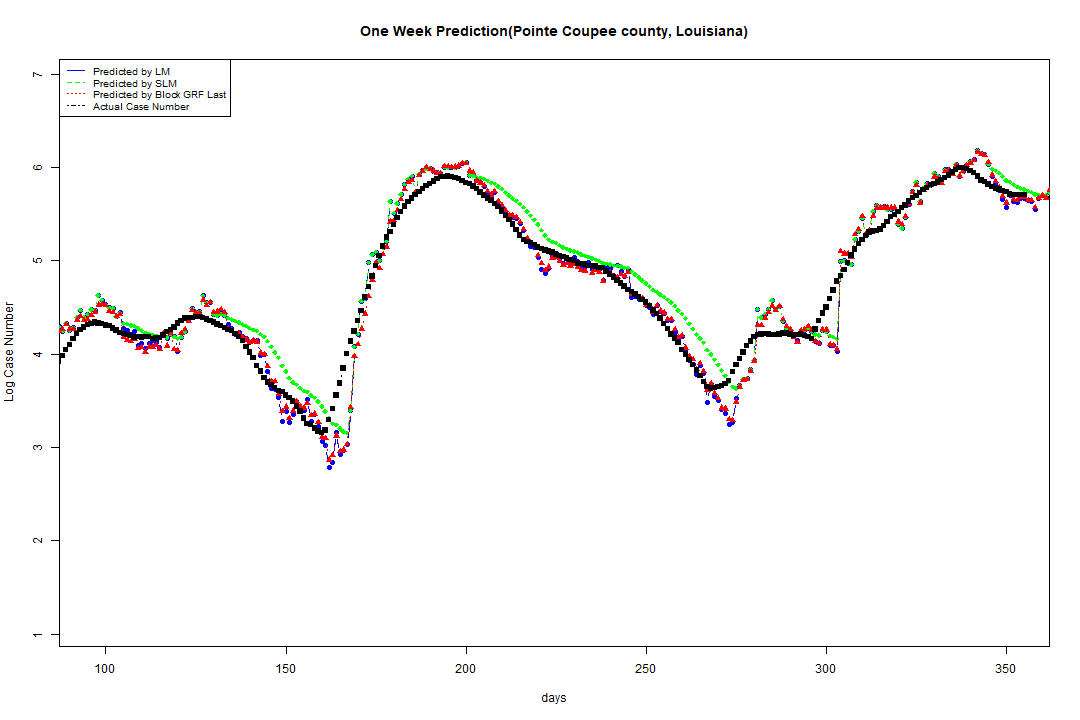 One Week Prediction(Pointe Coupee county, Louisiana)
Predicted by LM
Predicted by SLM
Predicted by Block GRF Last
Actual Case Number
7
6
5
4
3
2
1
Log Case Number
100 150 200 250 300 350
days